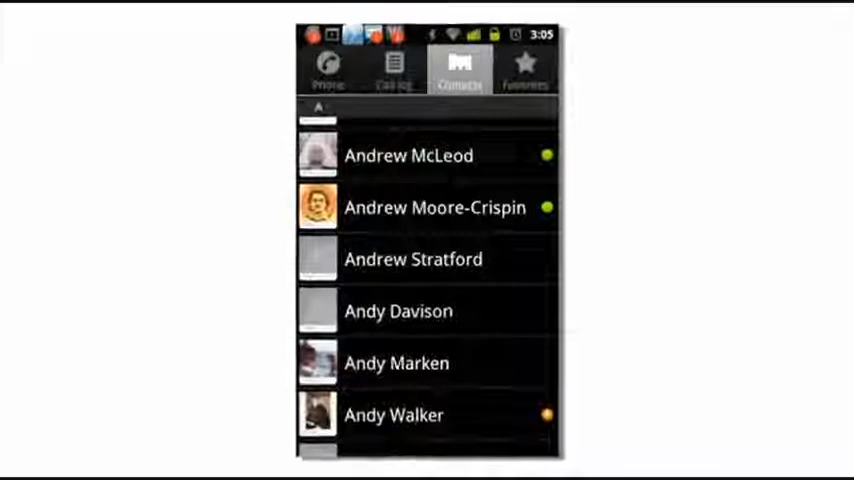 3:05
Phone
Call log
Contacts
Favorites
A
Andrew McLeod
Andrew Moore-Crispin
Andrew Stratford
Andy Davison
Andy Marken
Andy Walker